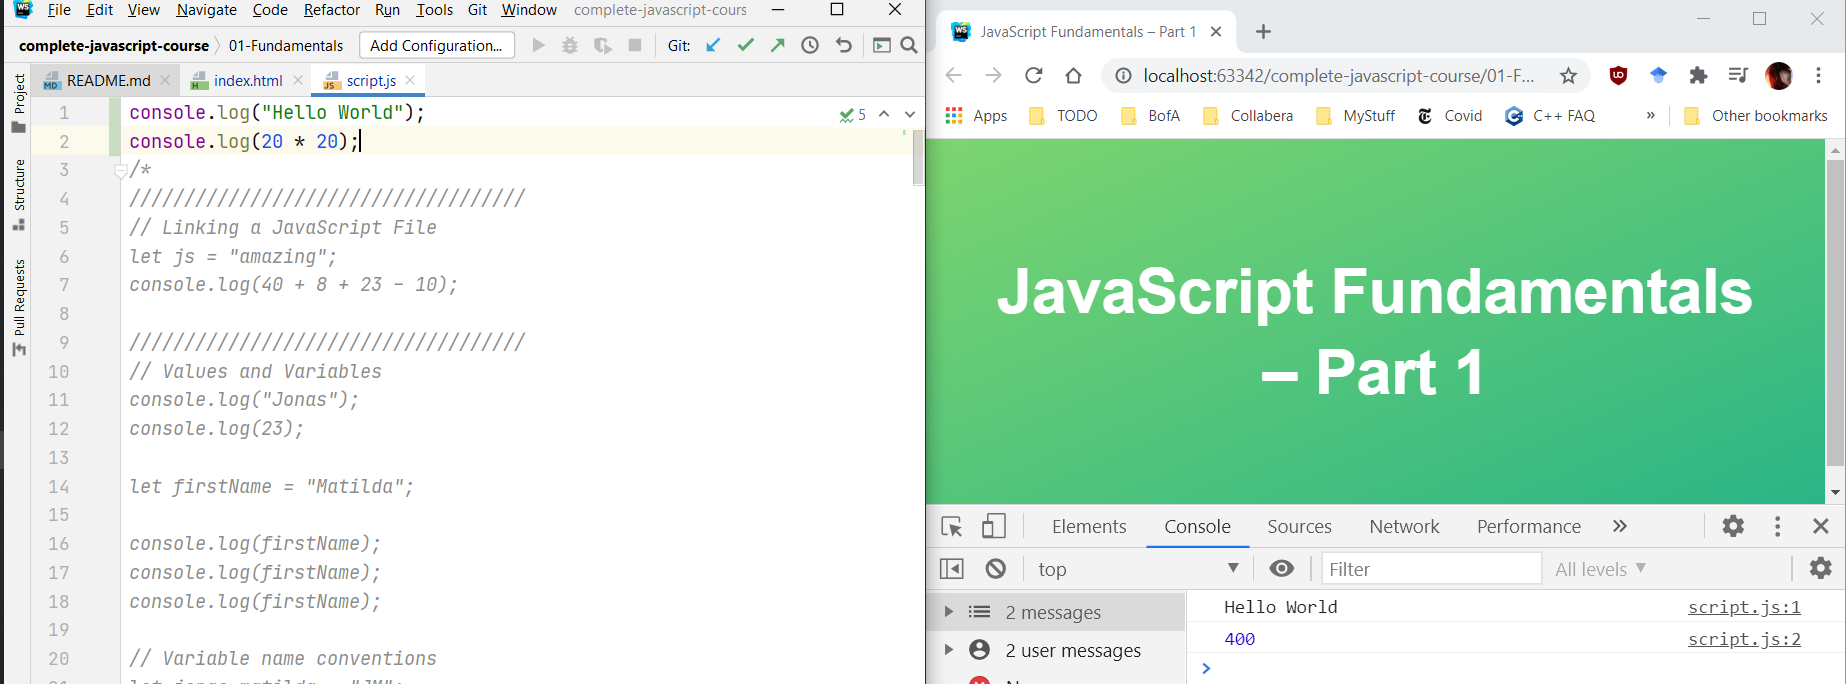 File Edit View Navigate Code Refactor Run Tools Git Window complete-javascript-cours
complete-javascript-course 01-Fundamentals Add Configuration... Git:
README.md index.html script.js
Project
Structure
Pull Requests
5
1 console.log("Hello World");
2 console.log(20 * 20);
3 /*
4 ////////////////////////////////////
5 // Linking a JavaScript File
6 let js = "amazing";
7 console.log(40 + 8 + 23 - 10);
8
9 ////////////////////////////////////
10 // Values and Variables
11 console.log("Jonas");
12 console.log(23);
13
14 let firstName = "Matilda";
15
16 console.log(firstName);
17 console.log(firstName);
18 console.log(firstName);
19
20 // Variable name conventions
JavaScript Fundamentals – Part 1
localhost:63342/complete-javascript-course/01-F...
Apps TODO BofA Collabera MyStuff Covid C++ FAQ » Other bookmarks
JavaScript Fundamentals
– Part 1
Elements Console Sources Network Performance »
top Filter All levels
2 messages
2 user messages
Hello World script.js:1
400 script.js:2
>